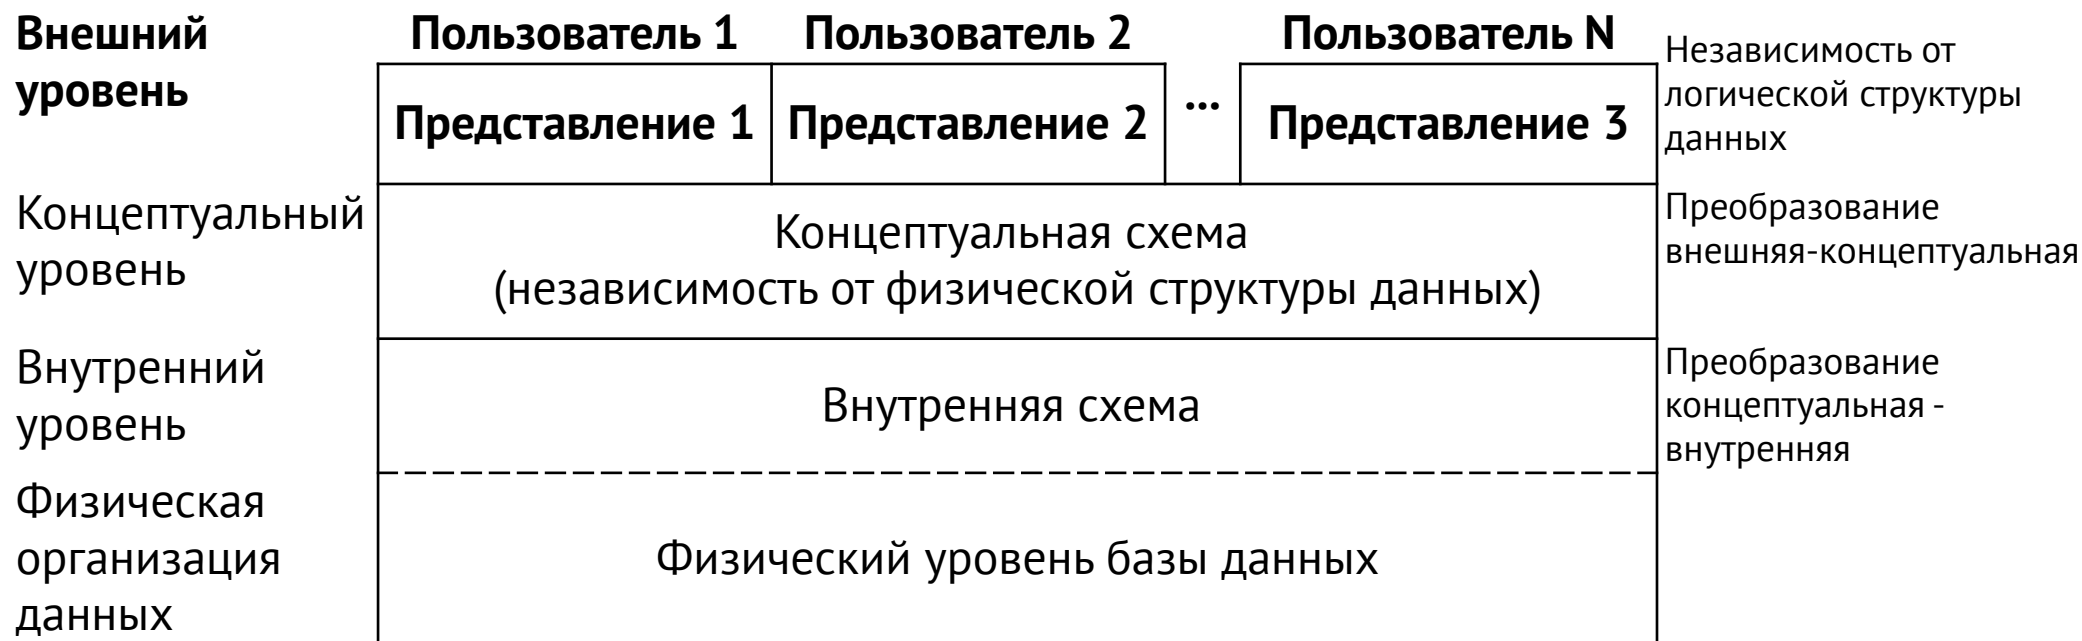 Внешний
уровень
Пользователь 1 Пользователь 2 Пользователь N
Представление 1 Представление 2 ... Представление 3
Независимость от
логической структуры
данных
Концептуальный
уровень
Концептуальная схема
(независимость от физической структуры данных)
Преобразование
внешняя-концептуальная
Внутренний
уровень
Внутренняя схема
Преобразование
концептуальная -
внутренняя
Физическая
организация
данных
Физический уровень базы данных